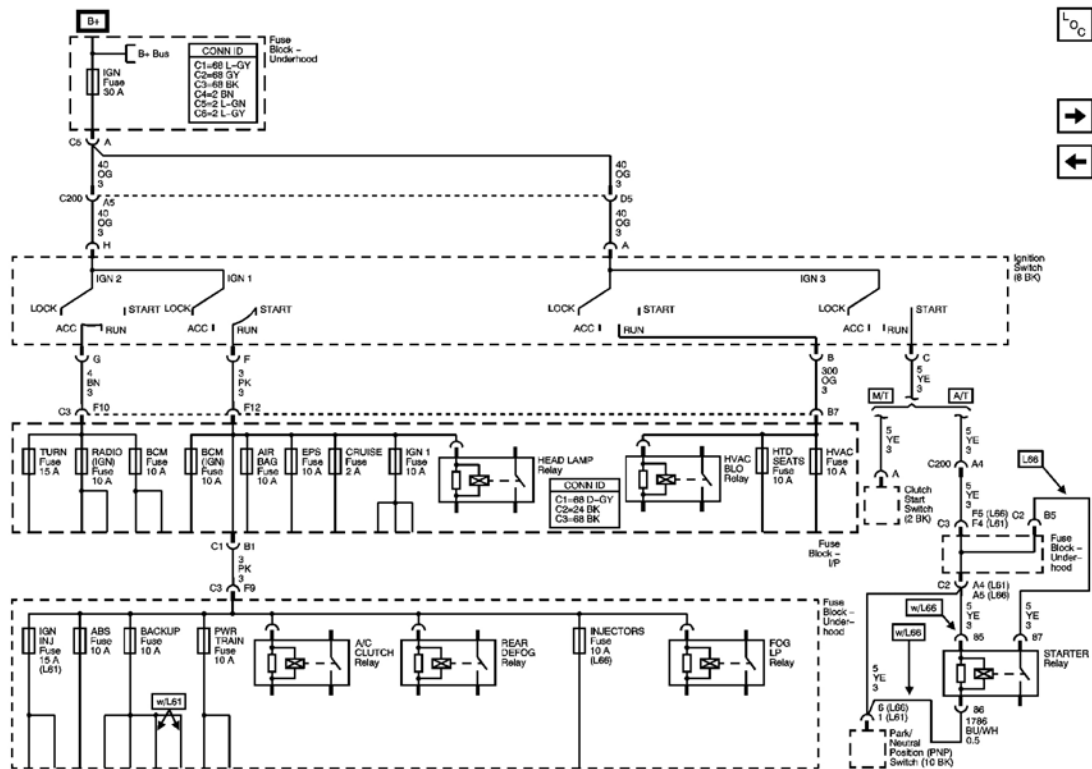 B+
LOC
B+ Bus
IGN
Fuse
30 A
CONN ID
C1=68 L-GY
C2=68 GY
C3=68 BK
C4=2 BN
C5=2 L-GN
C6=2 L-GY
Fuse
Block –
Underhood
C5 A
40
OG
3
40
OG
3
C200 A5
D5
40
OG
3
40
OG
3
H
A
IGN 2
IGN 1
IGN 3
Ignition
Switch
(8 BK)
LOCK
START
LOCK
START
LOCK
START
LOCK
START
ACC
RUN
ACC
RUN
ACC
RUN
ACC
RUN
G
F
B
C
4
BN
3
3
PK
3
300
OG
3
5
YE
3
C3 F10
F12
B7
M/T
A/T
TURN
Fuse
15 A
RADIO
(IGN)
Fuse
10 A
BCM
Fuse
10 A
BCM
(IGN)
Fuse
10 A
AIR
BAG
Fuse
10 A
EPS
Fuse
10 A
CRUISE
Fuse
2 A
IGN 1
Fuse
10 A
HEAD LAMP
Relay
CONN ID
C1=68 D-GY
C2=24 BK
C3=68 BK
HVAC
BLO
Relay
HTD
SEATS
Fuse
10 A
HVAC
Fuse
10 A
Fuse
Block –
I/P
5
YE
3
A
Clutch
Start
Switch
(2 BK)
5
YE
3
C200 A4
5
YE
3
L66
C3 F5 (L66)
F4 (L61)
C2 B5
Fuse
Block –
Under-
hood
C2 A4 (L61)
A5 (L66)
C1 B1
3
PK
3
C3 F9
IGN
INJ
Fuse
15 A
(L61)
ABS
Fuse
10 A
BACKUP
Fuse
10 A
w/L61
PWR
TRAIN
Fuse
10 A
A/C
CLUTCH
Relay
REAR
DEFOG
Relay
INJECTORS
Fuse
10 A
(L66)
FOG
LP
Relay
Fuse
Block –
Under-
hood
w/L66
w/L66
5
YE
3
5
YE
3
85
87
STARTER
Relay
86
5
YE
3
6 (L66)
1 (L61)
1786
BU/WH
0.5
Park/
Neutral
Position (PNP)
Switch (10 BK)